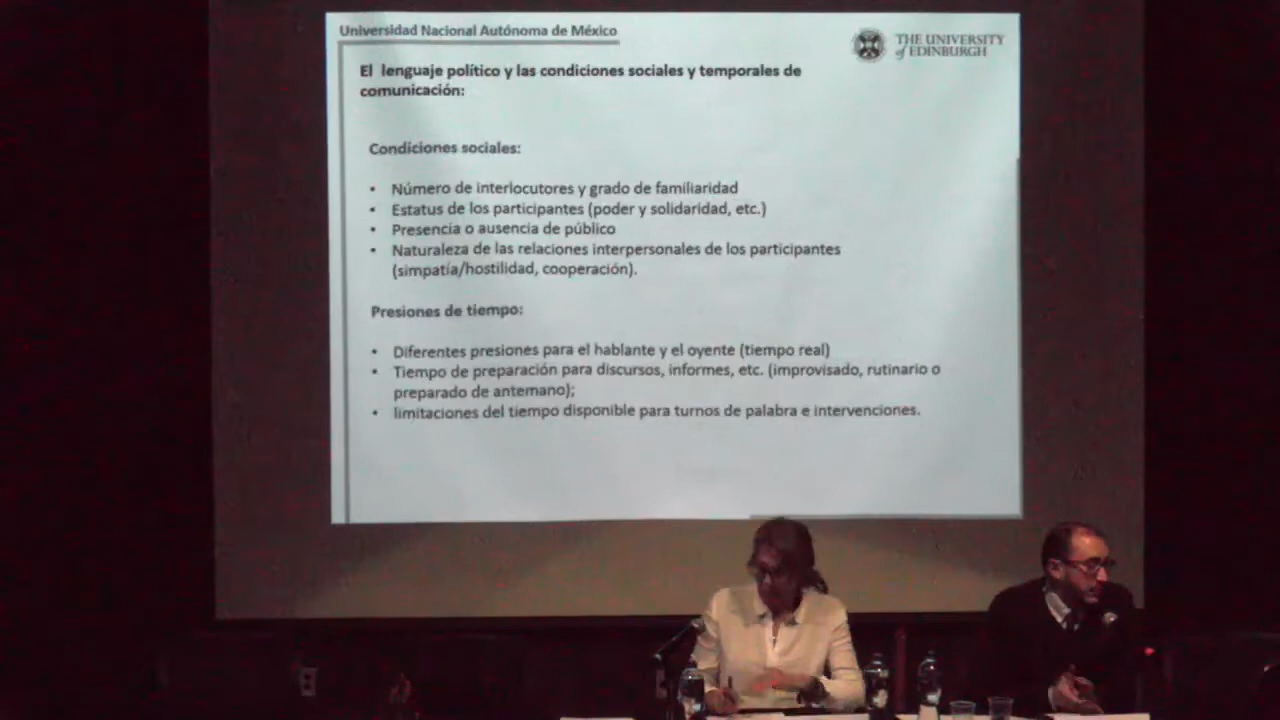 Universidad Nacional Autónoma de México
THE UNIVERSITY
of EDINBURGH
El lenguaje político y las condiciones sociales y temporales de
comunicación:
Condiciones sociales:
• Número de interlocutores y grado de familiaridad
• Estatus de los participantes (poder y solidaridad, etc.)
• Presencia o ausencia de público
• Naturaleza de las relaciones interpersonales de los participantes
(simpatía/hostilidad, cooperación).
Presiones de tiempo:
• Diferentes presiones para el hablante y el oyente (tiempo real)
• Tiempo de preparación para discursos, informes, etc. (improvisado, rutinario o
preparado de antemano);
• limitaciones del tiempo disponible para turnos de palabra e intervenciones.